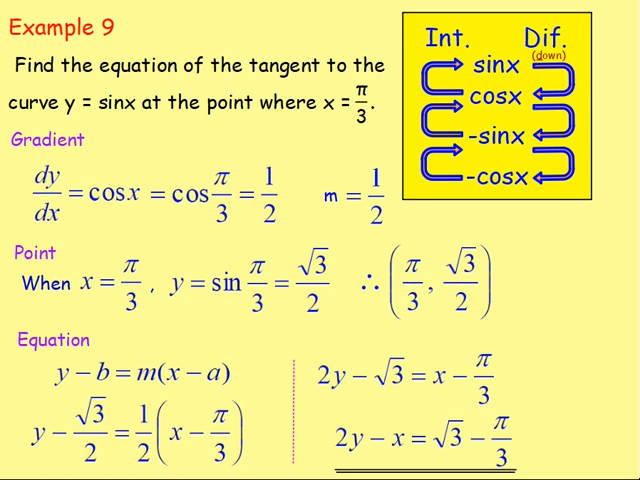 Example 9
Find the equation of the tangent to the
curve y = sinx at the point where x = π/3.
Int. Dif.
(down)
sinx
cosx
-sinx
-cosx
Gradient
dy/dx = cos x = cos π/3 = 1/2 m = 1/2
Point
When x = π/3 , y = sin π/3 = √3/2 ∴ (π/3, √3/2)
Equation
y − b = m(x − a)
y − √3/2 = 1/2 (x − π/3)
2y − √3 = x − π/3
2y − x = √3 − π/3